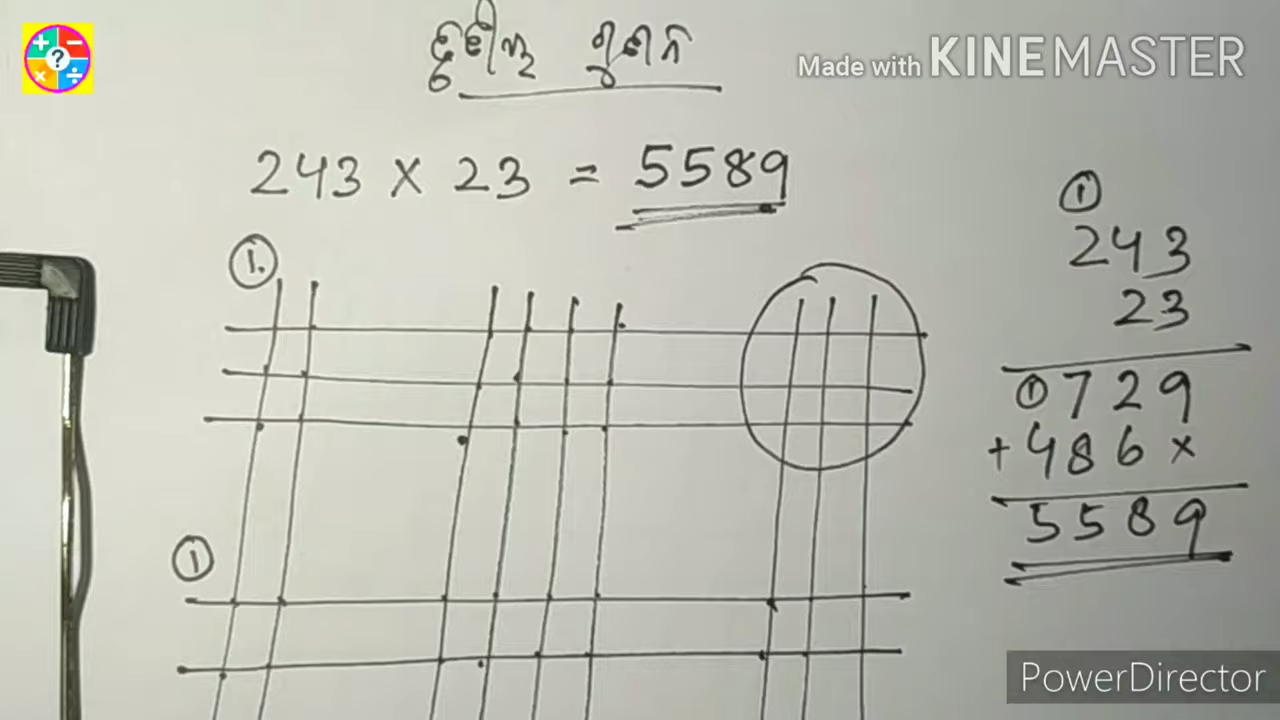 Made with KINEMASTER
243 × 23 = 5589
①.
①
①
243
23
①729
+486×
5589
PowerDirector